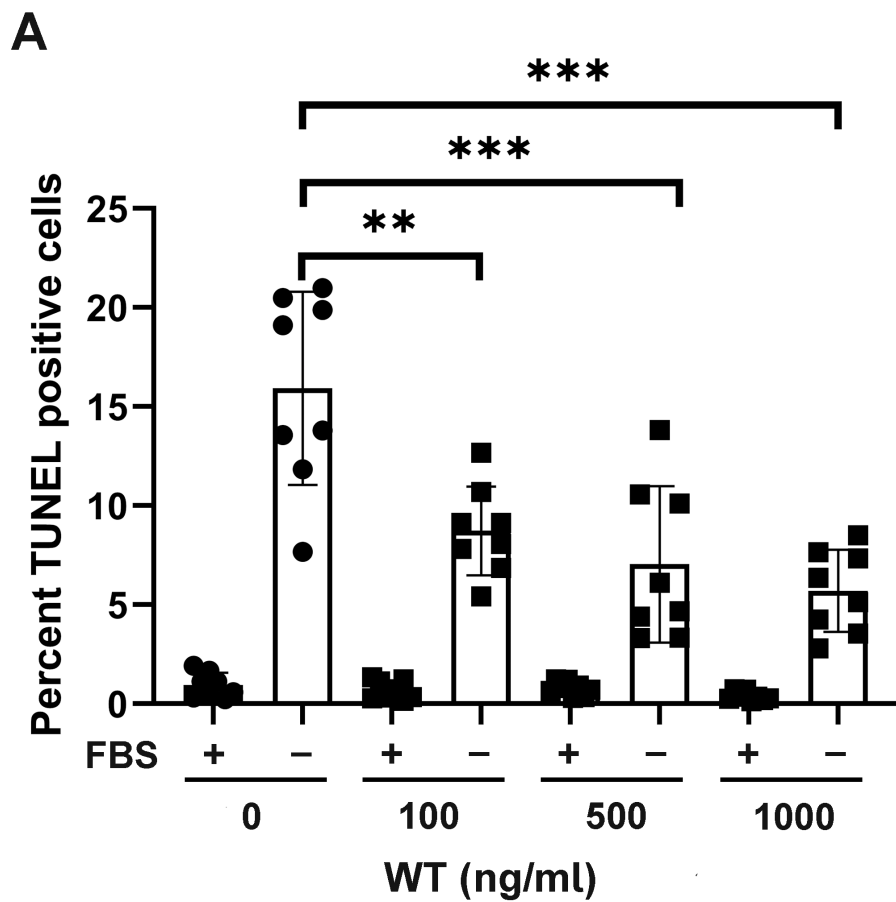 A
***
***
**
Percent TUNEL positive cells
25
20
15
10
5
0
FBS + − + − + − + −
0 100 500 1000
WT (ng/ml)